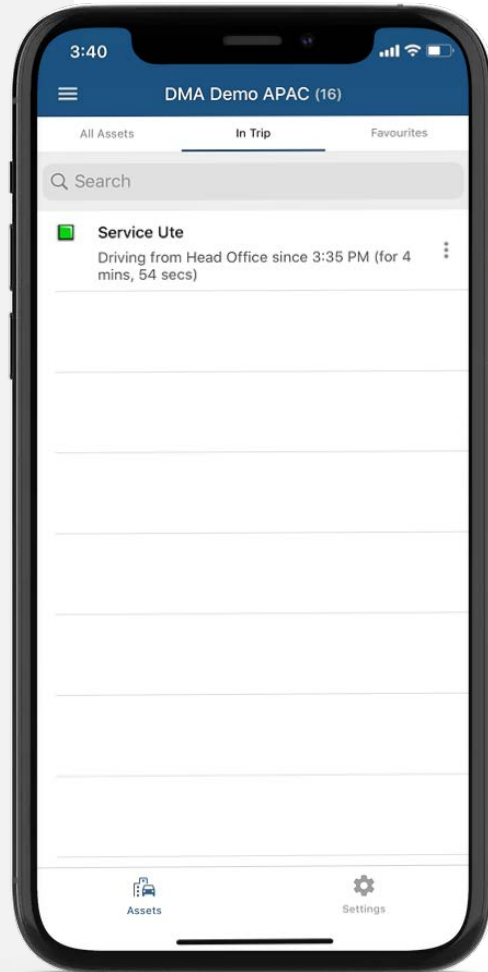 3:40
DMA Demo APAC (16)
All Assets In Trip Favourites
Search
Service Ute
Driving from Head Office since 3:35 PM (for 4
mins, 54 secs)
Assets Settings